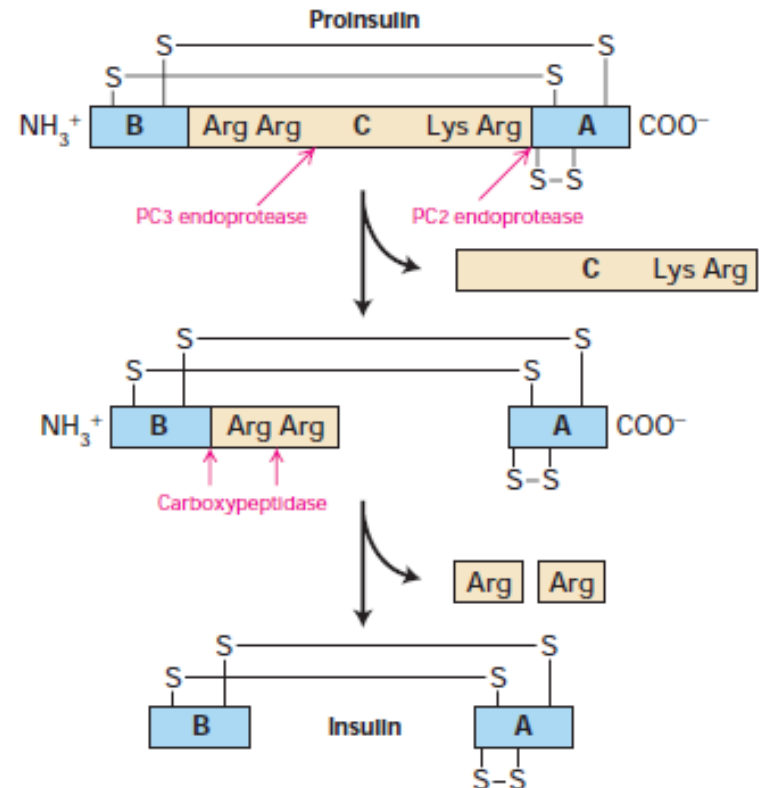 Proinsulin
S S
S S
NH3+ B Arg Arg C Lys Arg A COO-
S-S
PC3 endoprotease PC2 endoprotease
C Lys Arg
S S
S S
NH3+ B Arg Arg A COO-
S-S
Carboxypeptidase
Arg Arg
S S
S S
B Insulin A
S-S